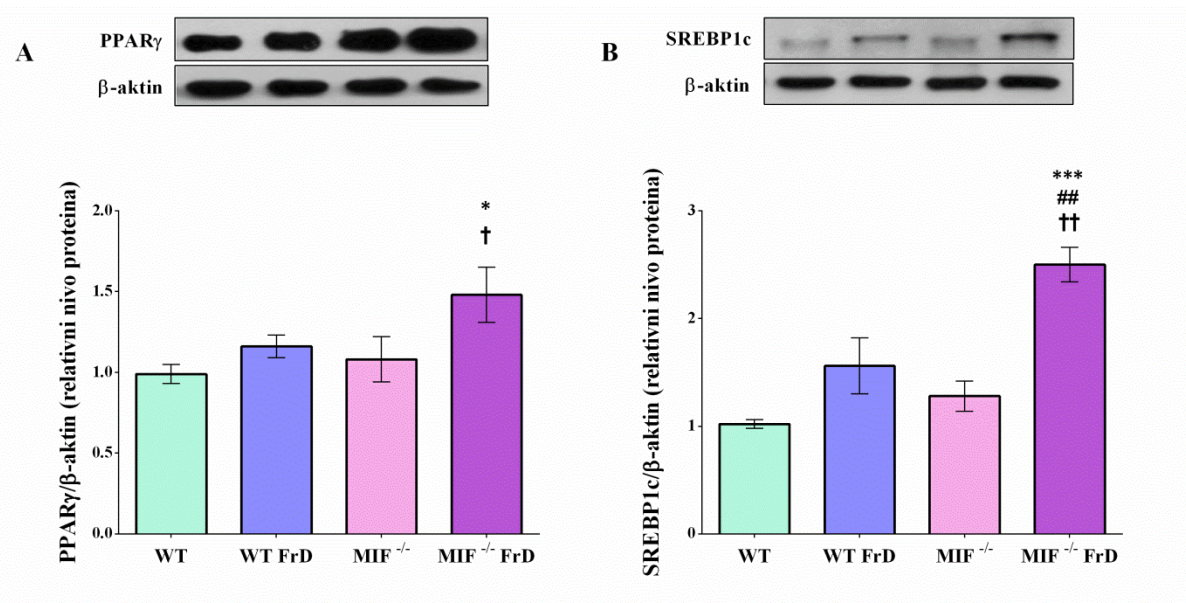 A
PPARγ
β-aktin
PPARγ/β-aktin (relativni nivo proteina)
2.0
1.5
1.0
0.5
0.0
*
†
WT
WT FrD
MIF -/-
MIF -/- FrD
B
SREBP1c
β-aktin
SREBP1c/β-aktin (relativni nivo proteina)
3
2
1
0
***
##
††
WT
WT FrD
MIF -/-
MIF -/- FrD